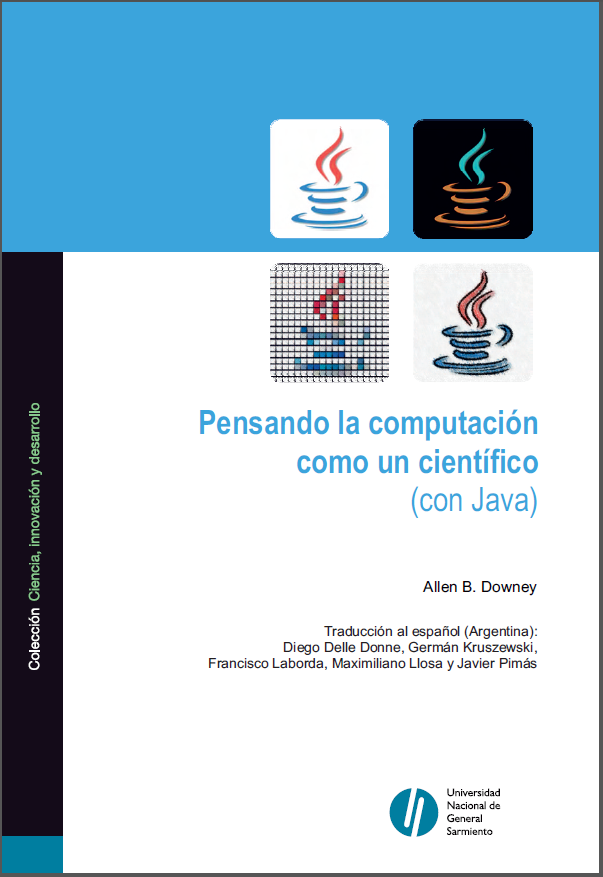 Pensando la computación
como un científico
(con Java)
Allen B. Downey
Traducción al español (Argentina):
Diego Delle Donne, Germán Kruszewski,
Francisco Laborda, Maximiliano Llosa y Javier Pimás
Colección Ciencia, innovación y desarrollo
Universidad
Nacional de
General
Sarmiento